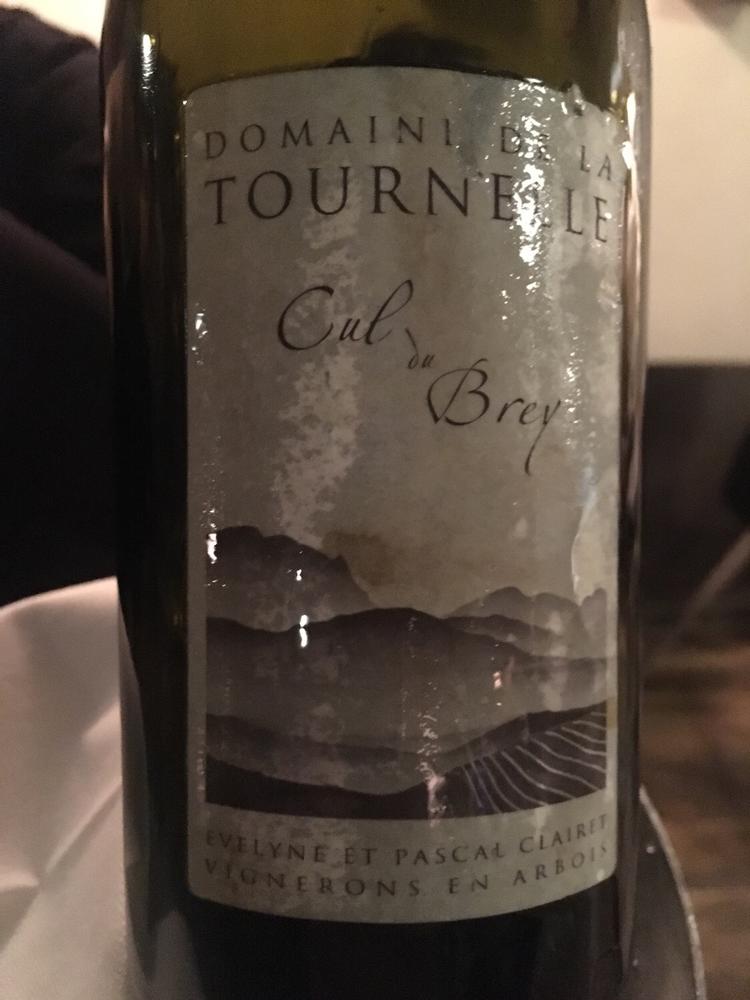 DOMAINE DE LA
TOURNELLE
Cul
du
Brey
EVELYNE ET PASCAL CLAIRET
VIGNERONS EN ARBOIS